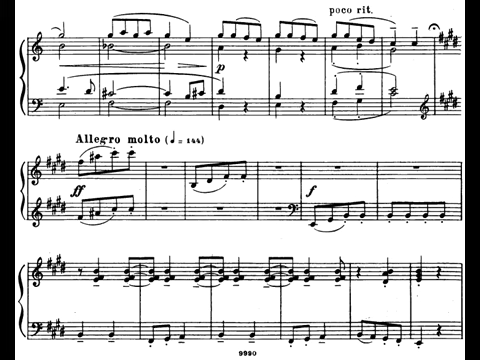 poco rit.
p
Allegro molto (♩ = 144)
ff
f
9990